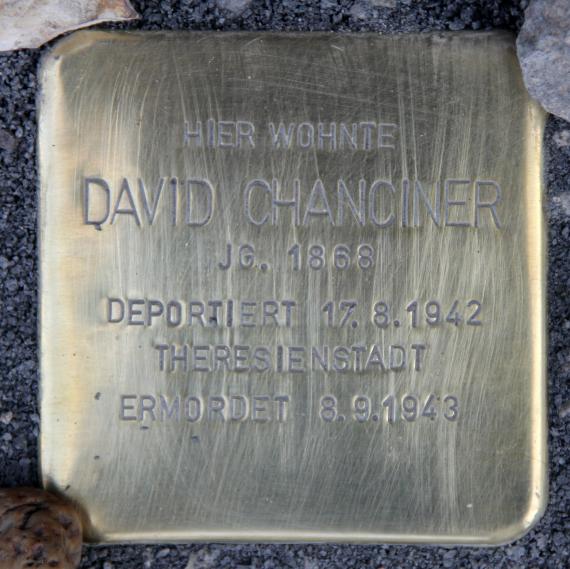 HIER WOHNTE
DAVID CHANCINER
JG. 1868
DEPORTIERT 17.8.1942
THERESIENSTADT
ERMORDET 8.9.1943